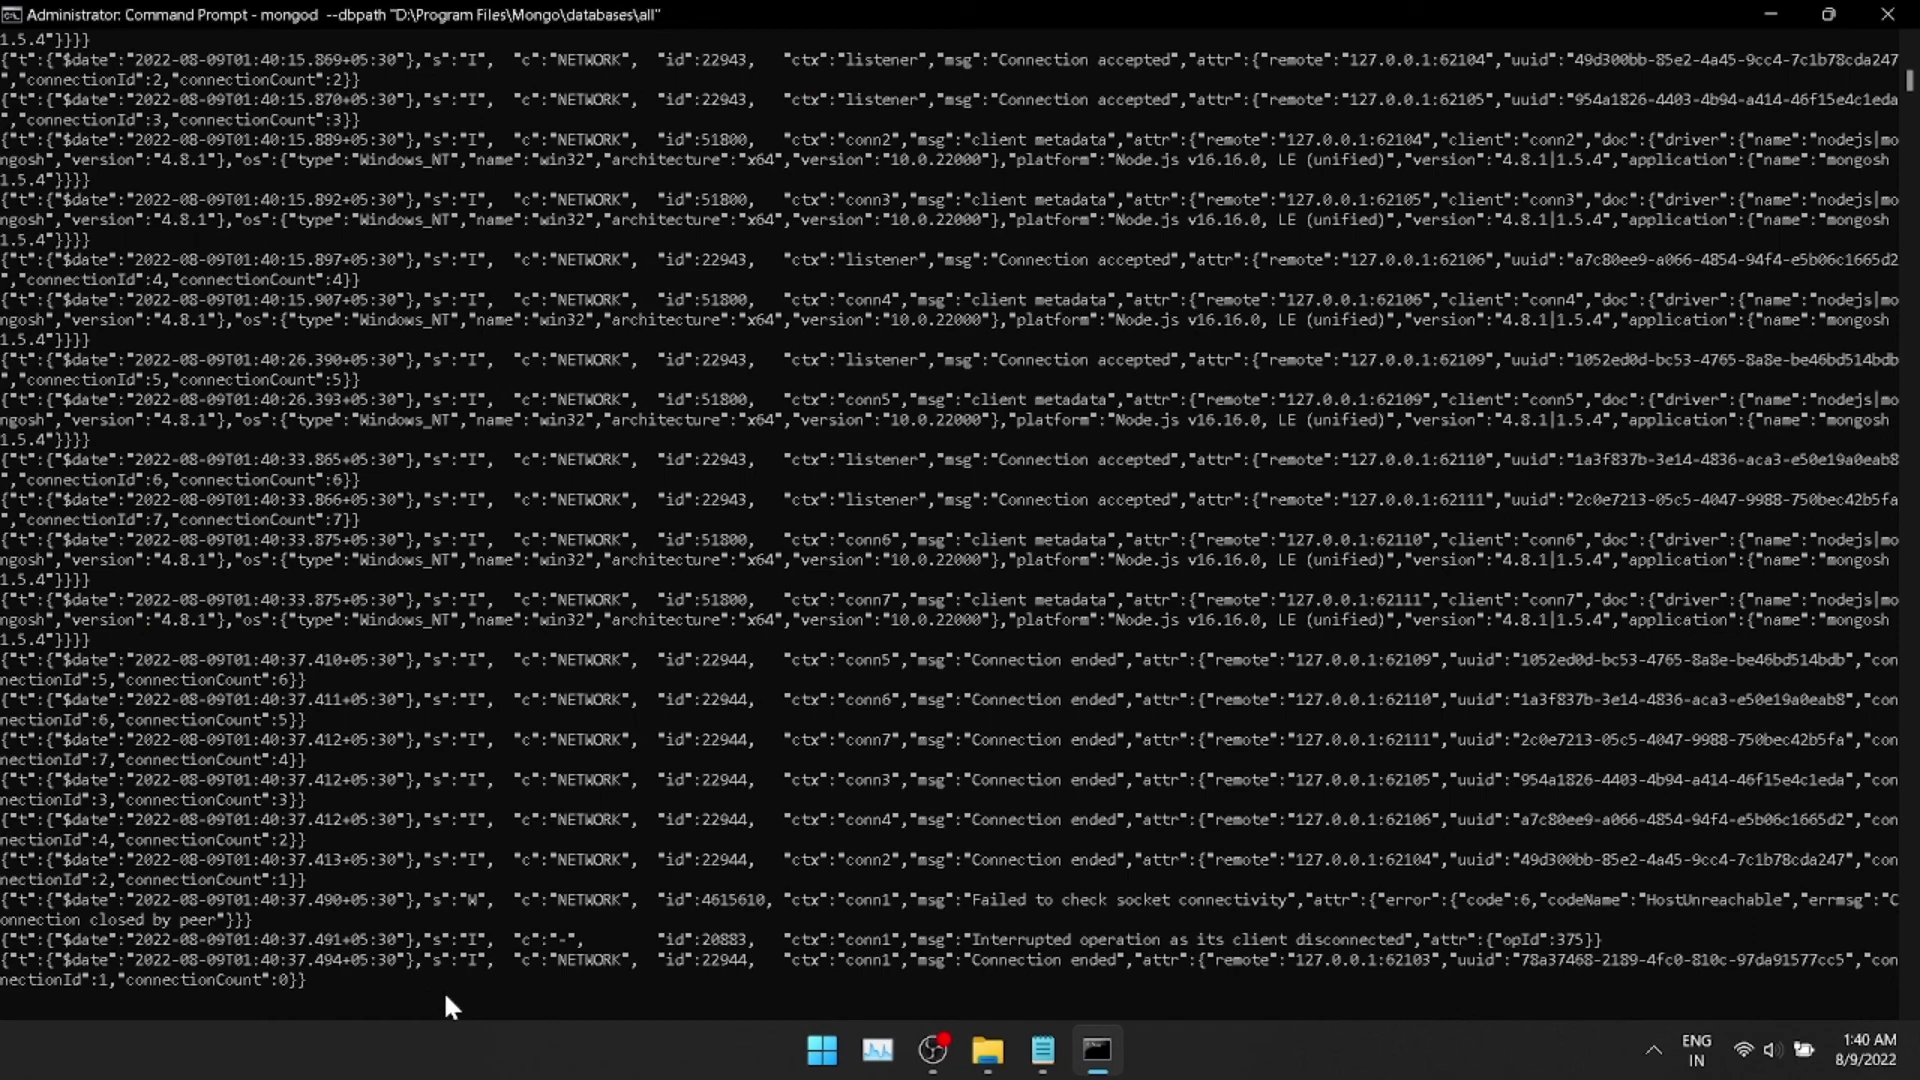 Administrator: Command Prompt - mongod  --dbpath "D:\Program Files\Mongo\databases\all"
1.5.4"}}}}
{"t":{"$date":"2022-08-09T01:40:15.869+05:30"},"s":"I",  "c":"NETWORK",  "id":22943,   "ctx":"listener","msg":"Connection accepted","attr":{"remote":"127.0.0.1:62104","uuid":"49d300bb-85e2-4a45-9cc4-7c1b78cda247
","connectionId":2,"connectionCount":2}}
{"t":{"$date":"2022-08-09T01:40:15.870+05:30"},"s":"I",  "c":"NETWORK",  "id":22943,   "ctx":"listener","msg":"Connection accepted","attr":{"remote":"127.0.0.1:62105","uuid":"954a1826-4403-4b94-a414-46f15e4c1eda
","connectionId":3,"connectionCount":3}}
{"t":{"$date":"2022-08-09T01:40:15.889+05:30"},"s":"I",  "c":"NETWORK",  "id":51800,   "ctx":"conn2","msg":"client metadata","attr":{"remote":"127.0.0.1:62104","client":"conn2","doc":{"driver":{"name":"nodejs|mo
ngosh","version":"4.8.1"},"os":{"type":"Windows_NT","name":"win32","architecture":"x64","version":"10.0.22000"},"platform":"Node.js v16.16.0, LE (unified)","version":"4.8.1|1.5.4","application":{"name":"mongosh
1.5.4"}}}}
{"t":{"$date":"2022-08-09T01:40:15.892+05:30"},"s":"I",  "c":"NETWORK",  "id":51800,   "ctx":"conn3","msg":"client metadata","attr":{"remote":"127.0.0.1:62105","client":"conn3","doc":{"driver":{"name":"nodejs|mo
ngosh","version":"4.8.1"},"os":{"type":"Windows_NT","name":"win32","architecture":"x64","version":"10.0.22000"},"platform":"Node.js v16.16.0, LE (unified)","version":"4.8.1|1.5.4","application":{"name":"mongosh
1.5.4"}}}}
{"t":{"$date":"2022-08-09T01:40:15.897+05:30"},"s":"I",  "c":"NETWORK",  "id":22943,   "ctx":"listener","msg":"Connection accepted","attr":{"remote":"127.0.0.1:62106","uuid":"a7c80ee9-a066-4854-94f4-e5b06c1665d2
","connectionId":4,"connectionCount":4}}
{"t":{"$date":"2022-08-09T01:40:15.907+05:30"},"s":"I",  "c":"NETWORK",  "id":51800,   "ctx":"conn4","msg":"client metadata","attr":{"remote":"127.0.0.1:62106","client":"conn4","doc":{"driver":{"name":"nodejs|mo
ngosh","version":"4.8.1"},"os":{"type":"Windows_NT","name":"win32","architecture":"x64","version":"10.0.22000"},"platform":"Node.js v16.16.0, LE (unified)","version":"4.8.1|1.5.4","application":{"name":"mongosh
1.5.4"}}}}
{"t":{"$date":"2022-08-09T01:40:26.390+05:30"},"s":"I",  "c":"NETWORK",  "id":22943,   "ctx":"listener","msg":"Connection accepted","attr":{"remote":"127.0.0.1:62109","uuid":"1052ed0d-bc53-4765-8a8e-be46bd514bdb
","connectionId":5,"connectionCount":5}}
{"t":{"$date":"2022-08-09T01:40:26.393+05:30"},"s":"I",  "c":"NETWORK",  "id":51800,   "ctx":"conn5","msg":"client metadata","attr":{"remote":"127.0.0.1:62109","client":"conn5","doc":{"driver":{"name":"nodejs|mo
ngosh","version":"4.8.1"},"os":{"type":"Windows_NT","name":"win32","architecture":"x64","version":"10.0.22000"},"platform":"Node.js v16.16.0, LE (unified)","version":"4.8.1|1.5.4","application":{"name":"mongosh
1.5.4"}}}}
{"t":{"$date":"2022-08-09T01:40:33.865+05:30"},"s":"I",  "c":"NETWORK",  "id":22943,   "ctx":"listener","msg":"Connection accepted","attr":{"remote":"127.0.0.1:62110","uuid":"1a3f837b-3e14-4836-aca3-e50e19a0eab8
","connectionId":6,"connectionCount":6}}
{"t":{"$date":"2022-08-09T01:40:33.866+05:30"},"s":"I",  "c":"NETWORK",  "id":22943,   "ctx":"listener","msg":"Connection accepted","attr":{"remote":"127.0.0.1:62111","uuid":"2c0e7213-05c5-4047-9988-750bec42b5fa
","connectionId":7,"connectionCount":7}}
{"t":{"$date":"2022-08-09T01:40:33.875+05:30"},"s":"I",  "c":"NETWORK",  "id":51800,   "ctx":"conn6","msg":"client metadata","attr":{"remote":"127.0.0.1:62110","client":"conn6","doc":{"driver":{"name":"nodejs|mo
ngosh","version":"4.8.1"},"os":{"type":"Windows_NT","name":"win32","architecture":"x64","version":"10.0.22000"},"platform":"Node.js v16.16.0, LE (unified)","version":"4.8.1|1.5.4","application":{"name":"mongosh
1.5.4"}}}}
{"t":{"$date":"2022-08-09T01:40:33.875+05:30"},"s":"I",  "c":"NETWORK",  "id":51800,   "ctx":"conn7","msg":"client metadata","attr":{"remote":"127.0.0.1:62111","client":"conn7","doc":{"driver":{"name":"nodejs|mo
ngosh","version":"4.8.1"},"os":{"type":"Windows_NT","name":"win32","architecture":"x64","version":"10.0.22000"},"platform":"Node.js v16.16.0, LE (unified)","version":"4.8.1|1.5.4","application":{"name":"mongosh
1.5.4"}}}}
{"t":{"$date":"2022-08-09T01:40:37.410+05:30"},"s":"I",  "c":"NETWORK",  "id":22944,   "ctx":"conn5","msg":"Connection ended","attr":{"remote":"127.0.0.1:62109","uuid":"1052ed0d-bc53-4765-8a8e-be46bd514bdb","con
nectionId":5,"connectionCount":6}}
{"t":{"$date":"2022-08-09T01:40:37.411+05:30"},"s":"I",  "c":"NETWORK",  "id":22944,   "ctx":"conn6","msg":"Connection ended","attr":{"remote":"127.0.0.1:62110","uuid":"1a3f837b-3e14-4836-aca3-e50e19a0eab8","con
nectionId":6,"connectionCount":5}}
{"t":{"$date":"2022-08-09T01:40:37.412+05:30"},"s":"I",  "c":"NETWORK",  "id":22944,   "ctx":"conn7","msg":"Connection ended","attr":{"remote":"127.0.0.1:62111","uuid":"2c0e7213-05c5-4047-9988-750bec42b5fa","con
nectionId":7,"connectionCount":4}}
{"t":{"$date":"2022-08-09T01:40:37.412+05:30"},"s":"I",  "c":"NETWORK",  "id":22944,   "ctx":"conn3","msg":"Connection ended","attr":{"remote":"127.0.0.1:62105","uuid":"954a1826-4403-4b94-a414-46f15e4c1eda","con
nectionId":3,"connectionCount":3}}
{"t":{"$date":"2022-08-09T01:40:37.412+05:30"},"s":"I",  "c":"NETWORK",  "id":22944,   "ctx":"conn4","msg":"Connection ended","attr":{"remote":"127.0.0.1:62106","uuid":"a7c80ee9-a066-4854-94f4-e5b06c1665d2","con
nectionId":4,"connectionCount":2}}
{"t":{"$date":"2022-08-09T01:40:37.413+05:30"},"s":"I",  "c":"NETWORK",  "id":22944,   "ctx":"conn2","msg":"Connection ended","attr":{"remote":"127.0.0.1:62104","uuid":"49d300bb-85e2-4a45-9cc4-7c1b78cda247","con
nectionId":2,"connectionCount":1}}
{"t":{"$date":"2022-08-09T01:40:37.490+05:30"},"s":"W",  "c":"NETWORK",  "id":4615610, "ctx":"conn1","msg":"Failed to check socket connectivity","attr":{"error":{"code":6,"codeName":"HostUnreachable","errmsg":"C
onnection closed by peer"}}}
{"t":{"$date":"2022-08-09T01:40:37.491+05:30"},"s":"I",  "c":"-",        "id":20883,   "ctx":"conn1","msg":"Interrupted operation as its client disconnected","attr":{"opId":375}}
{"t":{"$date":"2022-08-09T01:40:37.494+05:30"},"s":"I",  "c":"NETWORK",  "id":22944,   "ctx":"conn1","msg":"Connection ended","attr":{"remote":"127.0.0.1:62103","uuid":"78a37468-2189-4fc0-810c-97da91577cc5","con
nectionId":1,"connectionCount":0}}
ENG
IN
1:40 AM
8/9/2022